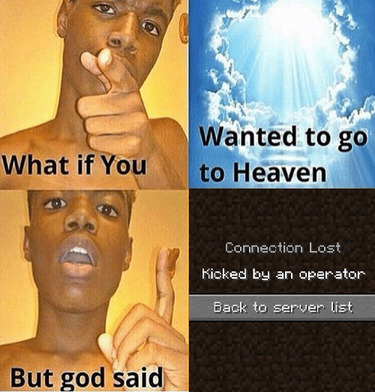 What if You
Wanted to go
to Heaven
But god said
Connection Lost
Kicked by an operator
Back to server list